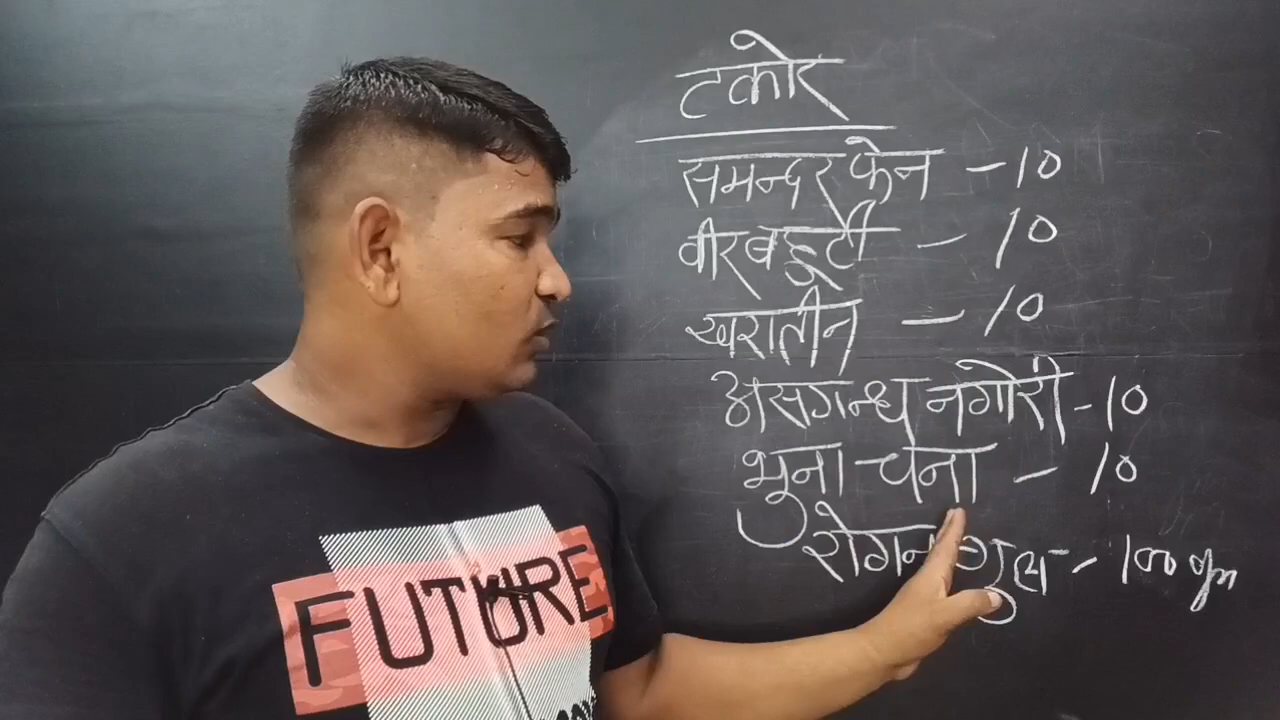 टकोर
समन्दर फेन - 10
वीरबहूटी - 10
खरातीन - 10
असगन्ध नगोरी - 10
भूना चना - 10
रोगन गुल - 100 gm
FUTURE